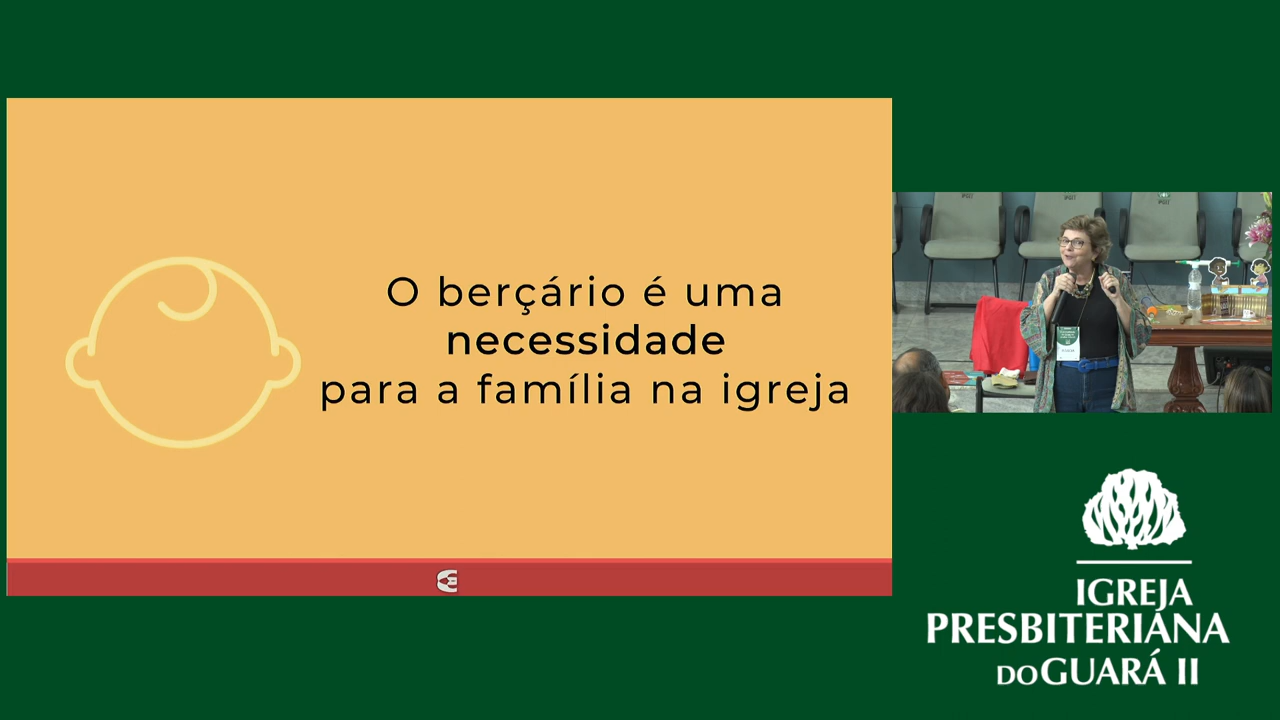 O berçário é uma
necessidade
para a família na igreja
IGREJA
PRESBITERIANA
DO GUARÁ II